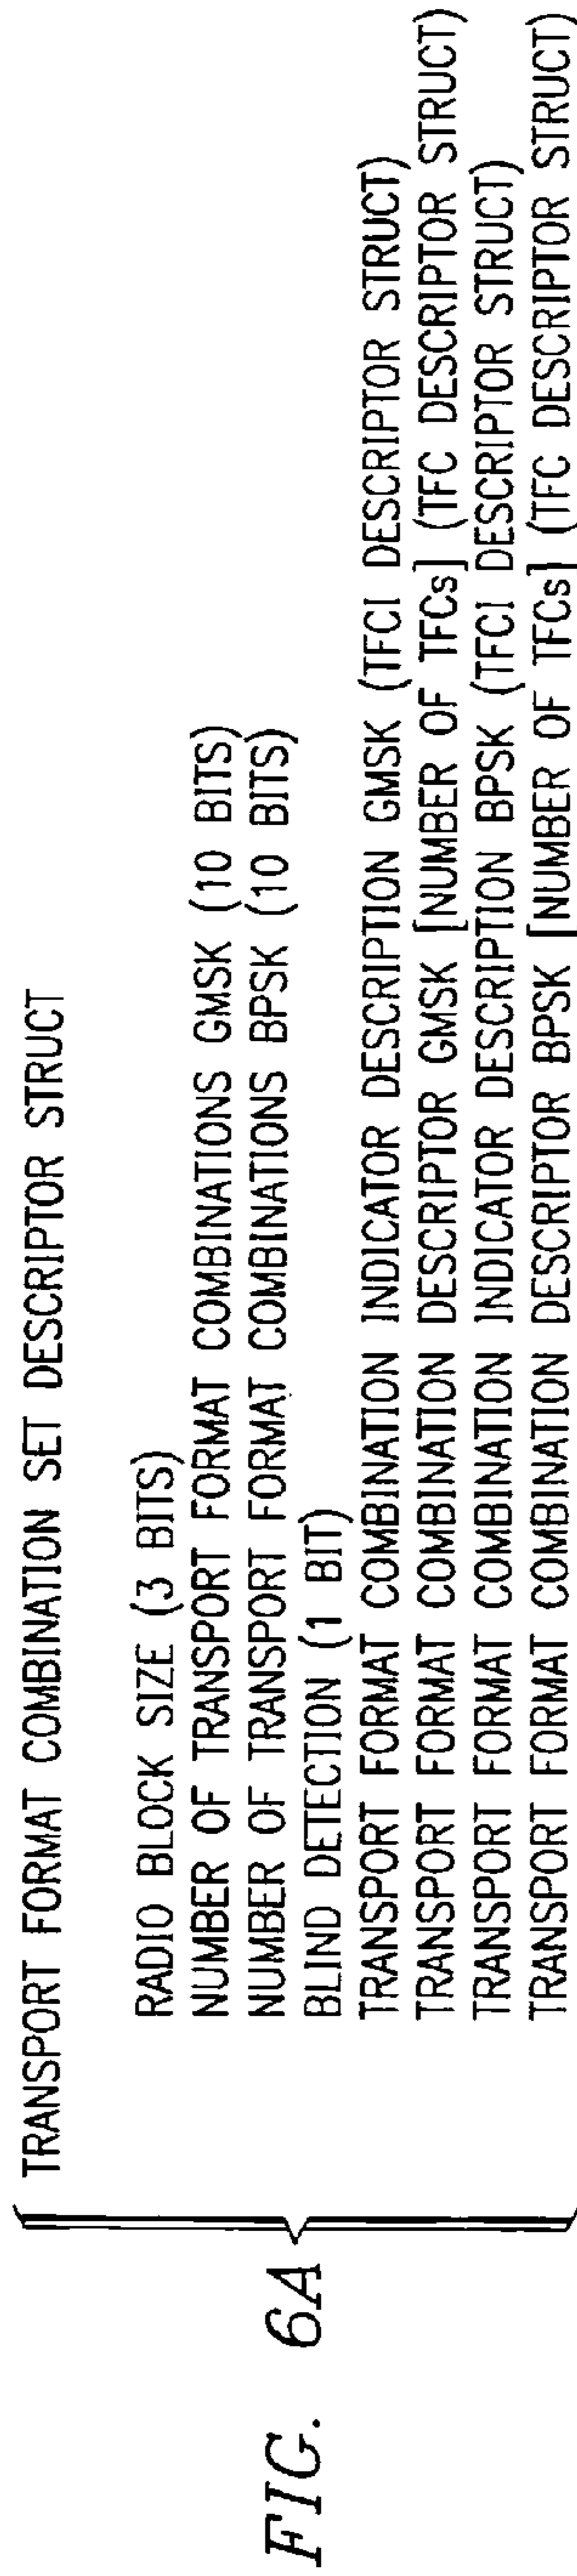 TRANSPORT FORMAT COMBINATION SET DESCRIPTOR STRUCT
RADIO BLOCK SIZE (3 BITS)
NUMBER OF TRANSPORT FORMAT COMBINATIONS GMSK (10 BITS)
NUMBER OF TRANSPORT FORMAT COMBINATIONS BPSK (10 BITS)
BLIND DETECTION (1 BIT)
TRANSPORT FORMAT COMBINATION INDICATOR DESCRIPTION GMSK (TFCI DESCRIPTOR STRUCT)
TRANSPORT FORMAT COMBINATION DESCRIPTOR GMSK [NUMBER OF TFCs] (TFC DESCRIPTOR STRUCT)
TRANSPORT FORMAT COMBINATION INDICATOR DESCRIPTION BPSK (TFCI DESCRIPTOR STRUCT)
TRANSPORT FORMAT COMBINATION DESCRIPTOR BPSK [NUMBER OF TFCs] (TFC DESCRIPTOR STRUCT)
FIG. 6A